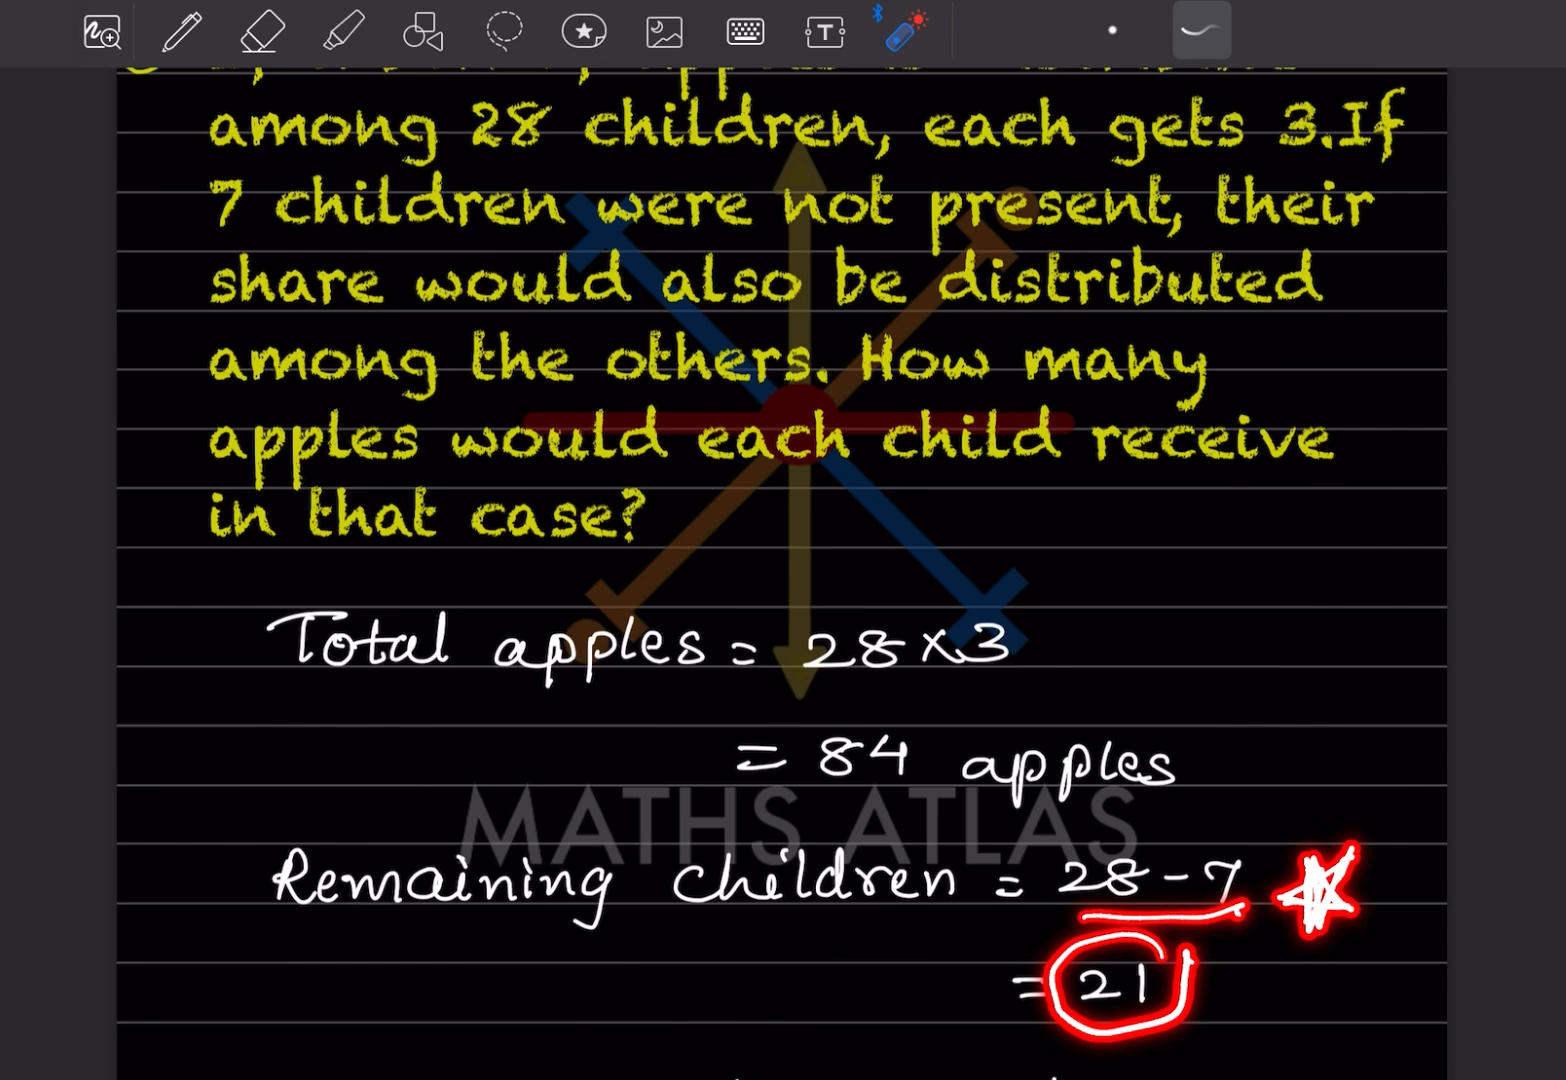 among 28 children, each gets 3.If
7 children were not present, their
share would also be distributed
among the others. How many
apples would each child receive
in that case?
Total apples = 28×3
= 84 apples
MATHS ATLAS
Remaining children = 28-7
= 21